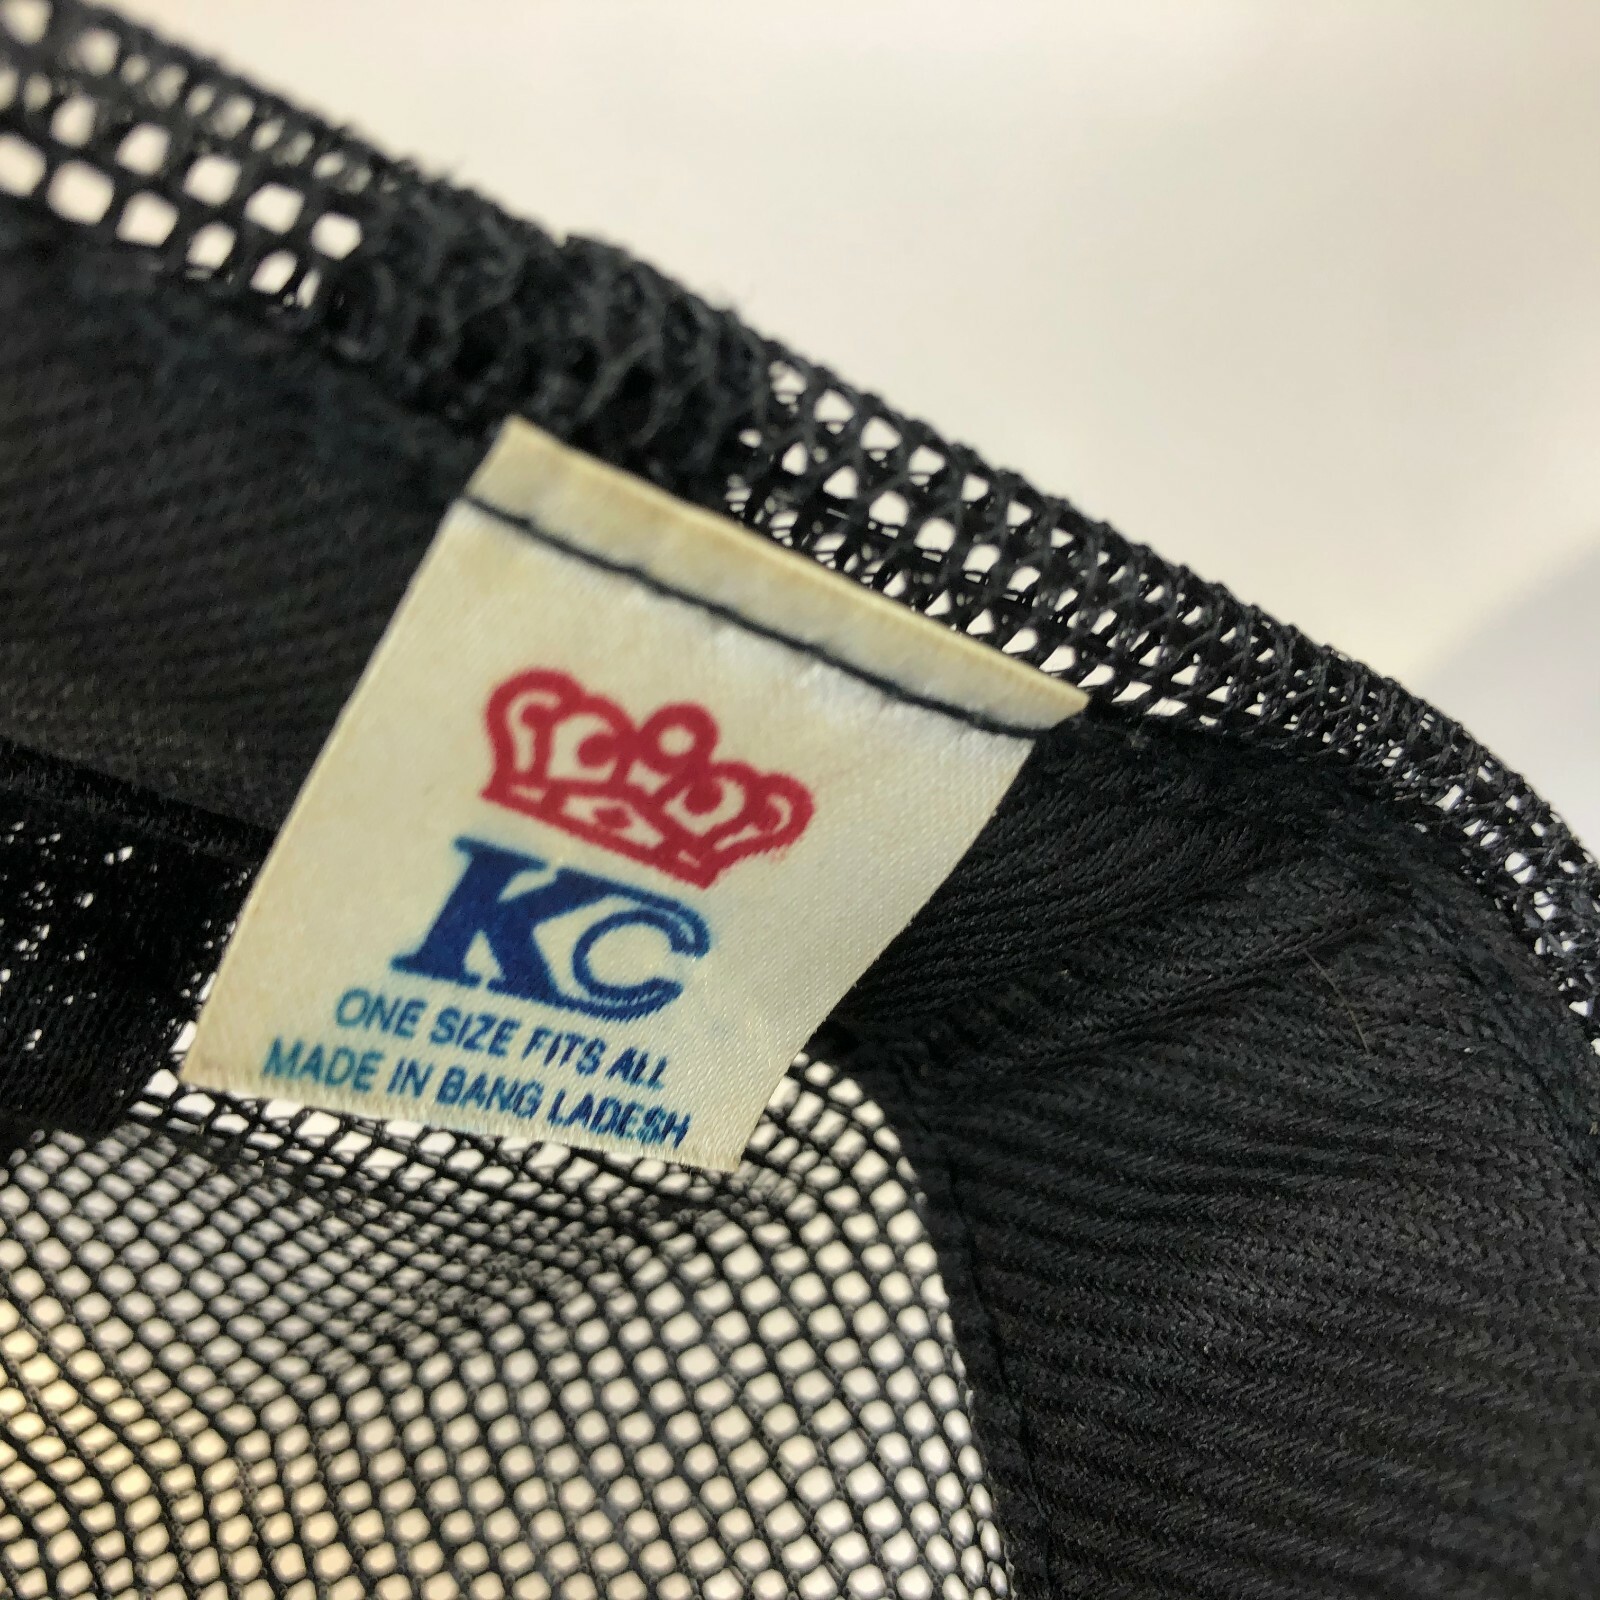 KC
ONE SIZE FITS ALL
MADE IN BANG LADESH